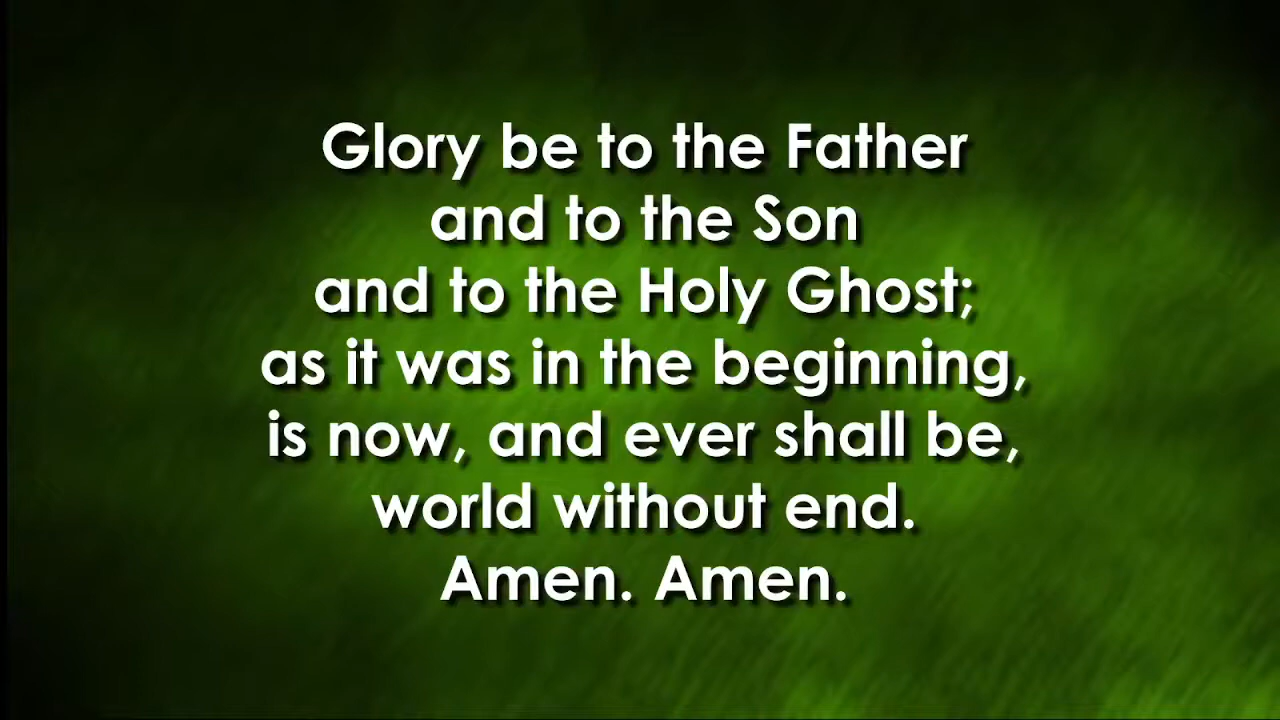 Glory be to the Father
and to the Son
and to the Holy Ghost;
as it was in the beginning,
is now, and ever shall be,
world without end.
Amen. Amen.